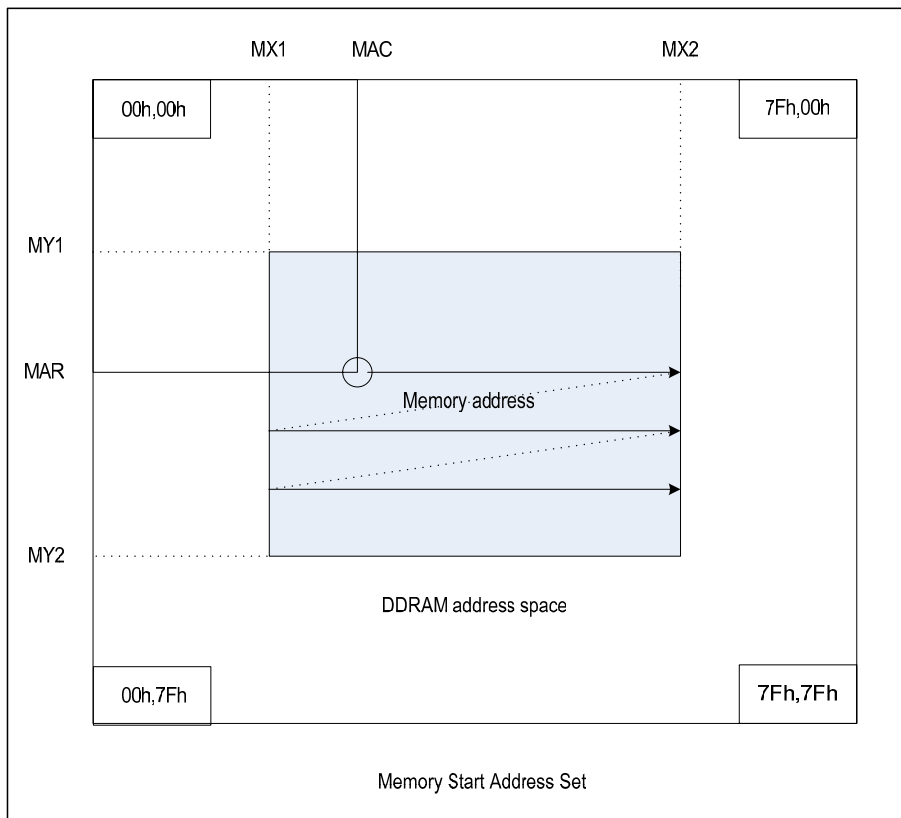 MX1 MAC MX2
00h,00h 7Fh,00h
MY1
MAR
Memory address
MY2
DDRAM address space
00h,7Fh 7Fh,7Fh
Memory Start Address Set